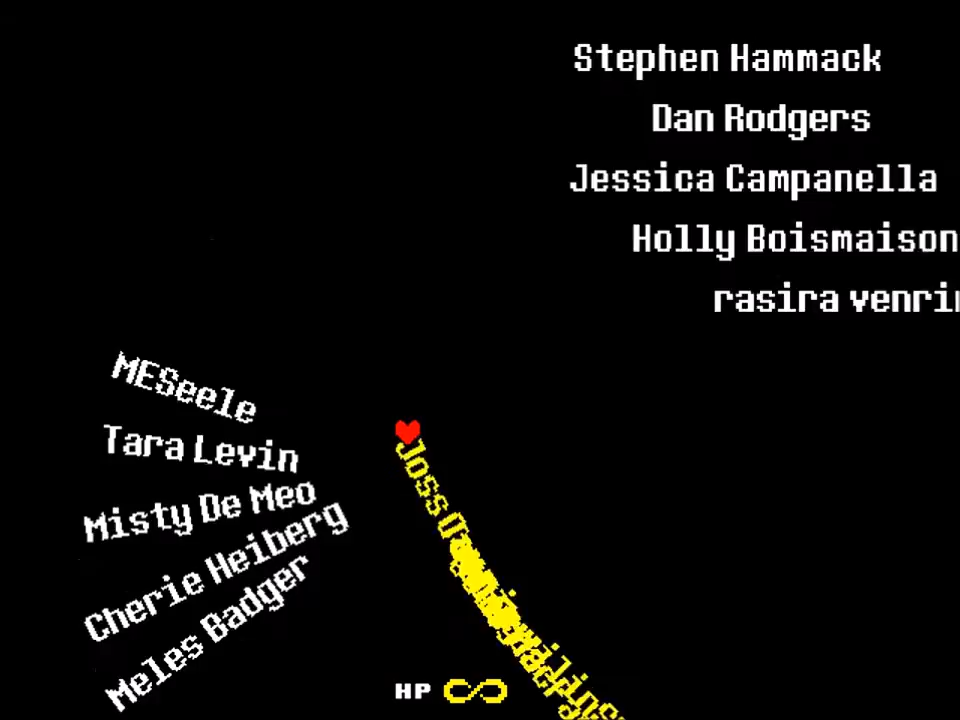 Stephen Hammack
Dan Rodgers
Jessica Campanella
Holly Boismaison
rasira
MESeele
Tara Levin
Misty De Meo
Cherie Heiberg
Meles Badger
Joss
HP